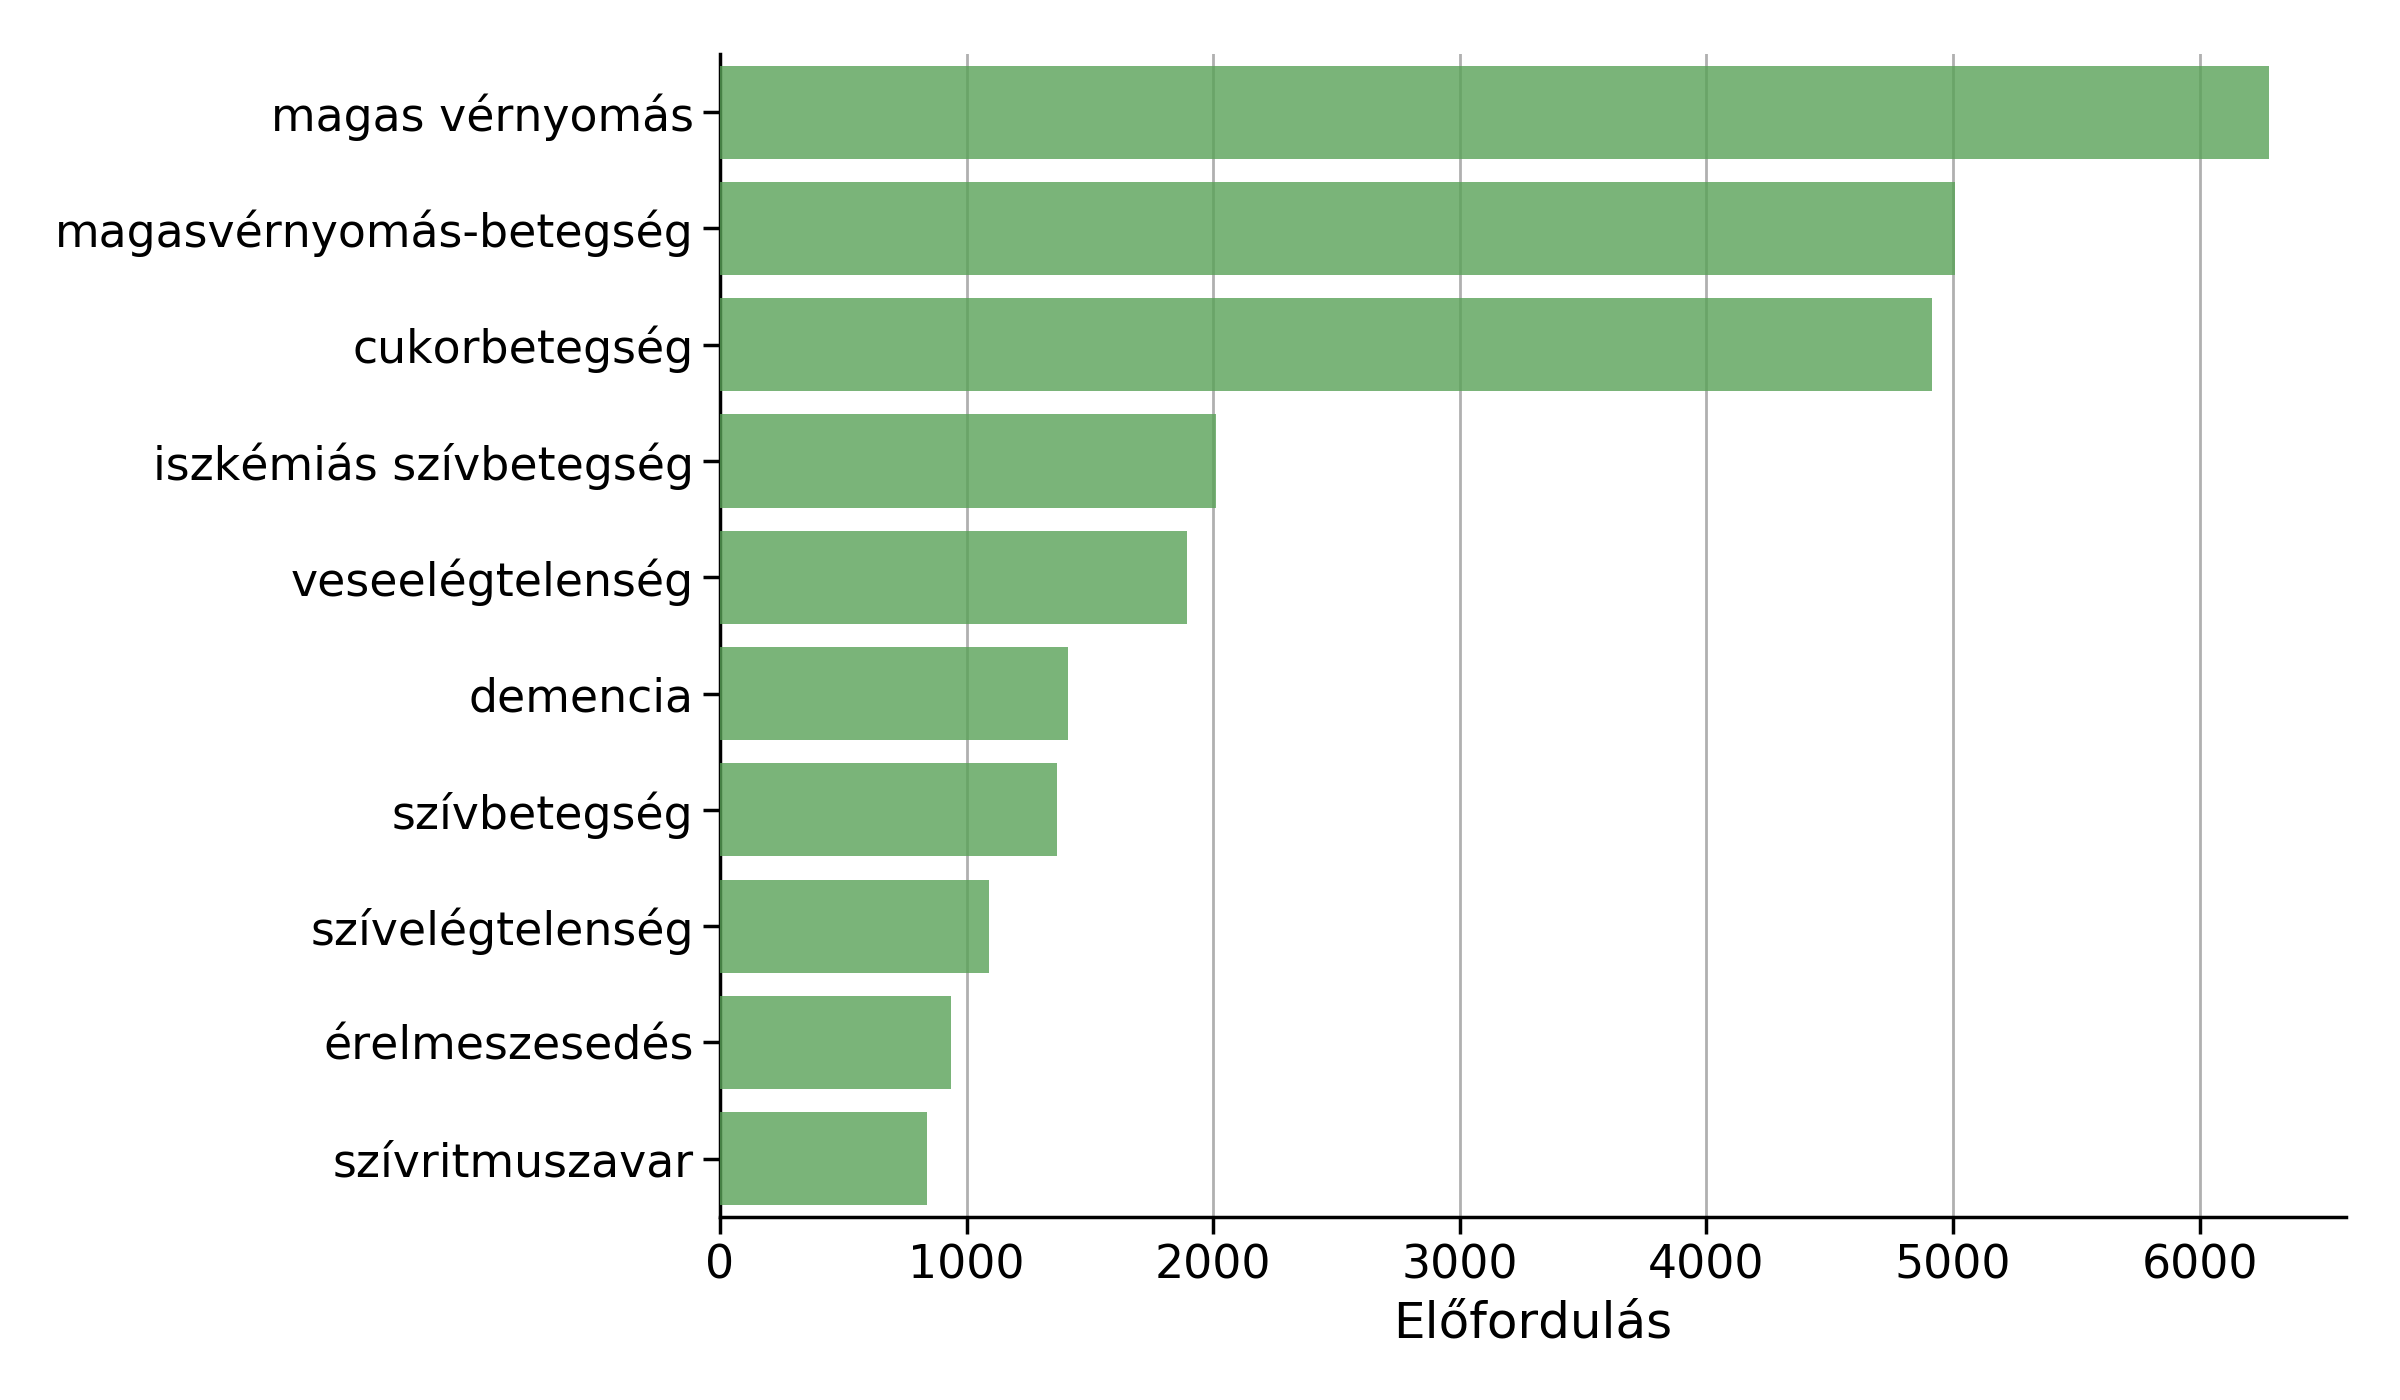 magas vérnyomás
magasvérnyomás-betegség
cukorbetegség
iszkémiás szívbetegség
veseelégtelenség
demencia
szívbetegség
szívelégtelenség
érelmeszesedés
szívritmuszavar
0 1000 2000 3000 4000 5000 6000
Előfordulás